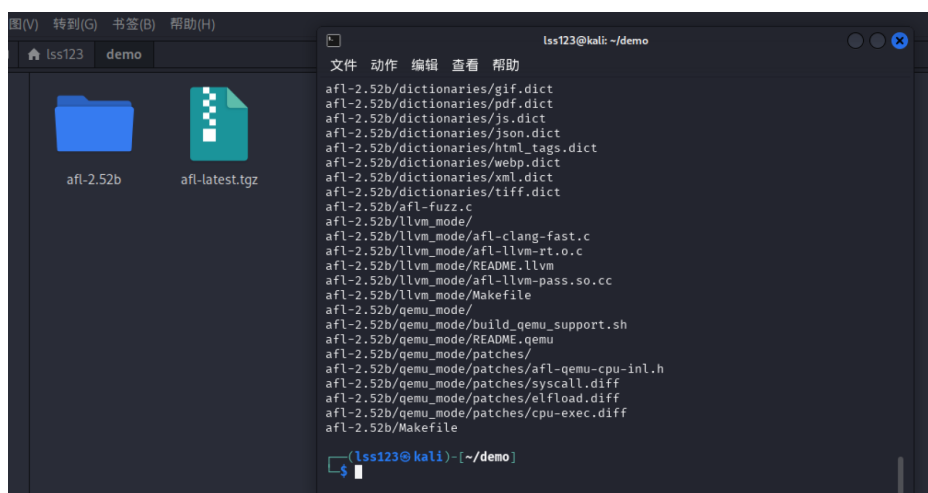 图(V) 转到(G) 书签(B) 帮助(H)
lss123 demo
afl-2.52b
afl-latest.tgz
lss123@kali: ~/demo
文件 动作 编辑 查看 帮助
afl-2.52b/dictionaries/gif.dict
afl-2.52b/dictionaries/pdf.dict
afl-2.52b/dictionaries/js.dict
afl-2.52b/dictionaries/json.dict
afl-2.52b/dictionaries/html_tags.dict
afl-2.52b/dictionaries/webp.dict
afl-2.52b/dictionaries/xml.dict
afl-2.52b/dictionaries/tiff.dict
afl-2.52b/afl-fuzz.c
afl-2.52b/llvm_mode/
afl-2.52b/llvm_mode/afl-clang-fast.c
afl-2.52b/llvm_mode/afl-llvm-rt.o.c
afl-2.52b/llvm_mode/README.llvm
afl-2.52b/llvm_mode/afl-llvm-pass.so.cc
afl-2.52b/llvm_mode/Makefile
afl-2.52b/qemu_mode/
afl-2.52b/qemu_mode/build_qemu_support.sh
afl-2.52b/qemu_mode/README.qemu
afl-2.52b/qemu_mode/patches/
afl-2.52b/qemu_mode/patches/afl-qemu-cpu-inl.h
afl-2.52b/qemu_mode/patches/syscall.diff
afl-2.52b/qemu_mode/patches/elfload.diff
afl-2.52b/qemu_mode/patches/cpu-exec.diff
afl-2.52b/Makefile
┌──(lss123㉿kali)-[~/demo]
└─$